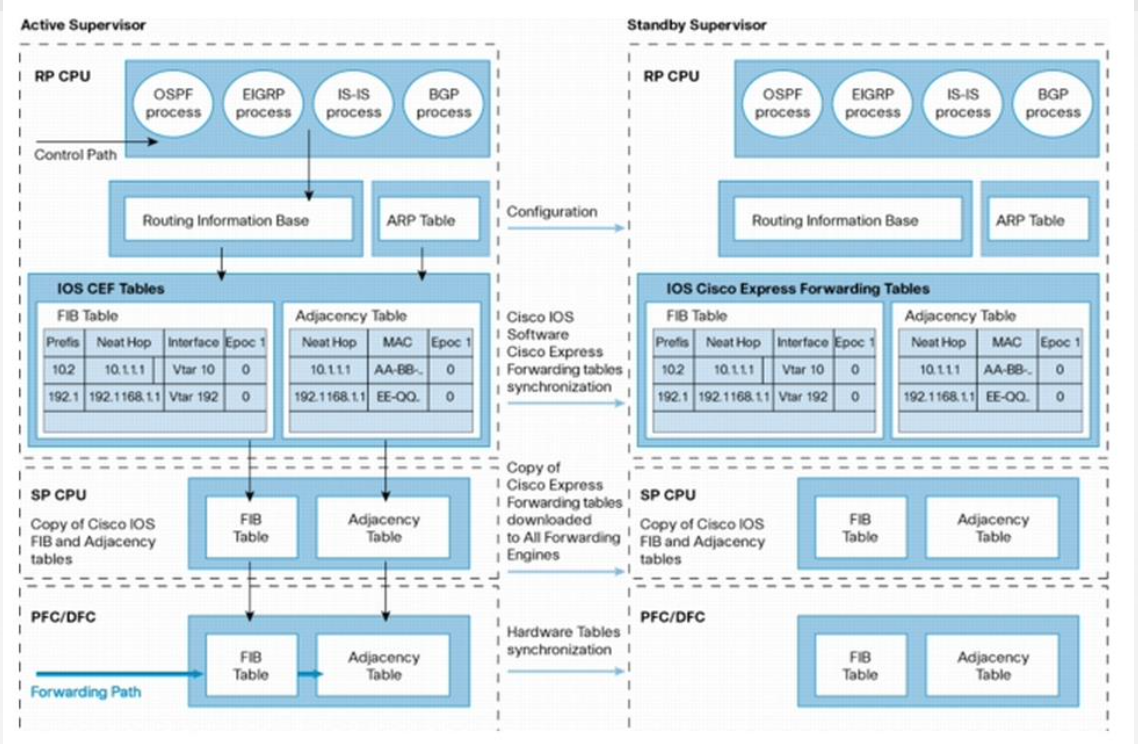 Active Supervisor
Standby Supervisor
RP CPU
OSPF
process
EIGRP
process
IS-IS
process
BGP
process
Control Path
Routing Information Base
ARP Table
IOS CEF Tables
FIB Table
Prefis Neat Hop Interface Epoc 1
10.2 10.1.1.1 Vtar 10 0
192.1 192.1168.1.1 Vtar 192 0
Adjacency Table
Neat Hop MAC Epoc 1
10.1.1.1 AA-BB-.. 0
192.1168.1.1 EE-QQ.. 0
SP CPU
Copy of Cisco IOS
FIB and Adjacency
tables
FIB
Table
Adjacency
Table
PFC/DFC
FIB
Table
Adjacency
Table
Forwarding Path
Configuration
Cisco IOS
Software
Cisco Express
Forwarding tables
synchronization
Copy of
Cisco Express
Forwarding tables
downloaded
to All Forwarding
Engines
Hardware Tables
synchronization
RP CPU
OSPF
process
EIGRP
process
IS-IS
process
BGP
process
Routing Information Base
ARP Table
IOS Cisco Express Forwarding Tables
FIB Table
Prefis Neat Hop Interface Epoc 1
10.2 10.1.1.1 Vtar 10 0
192.1 192.1168.1.1 Vtar 192 0
Adjacency Table
Neat Hop MAC Epoc 1
10.1.1.1 AA-BB-.. 0
192.1168.1.1 EE-QQ.. 0
SP CPU
Copy of Cisco IOS
FIB and Adjacency
tables
FIB
Table
Adjacency
Table
PFC/DFC
FIB
Table
Adjacency
Table